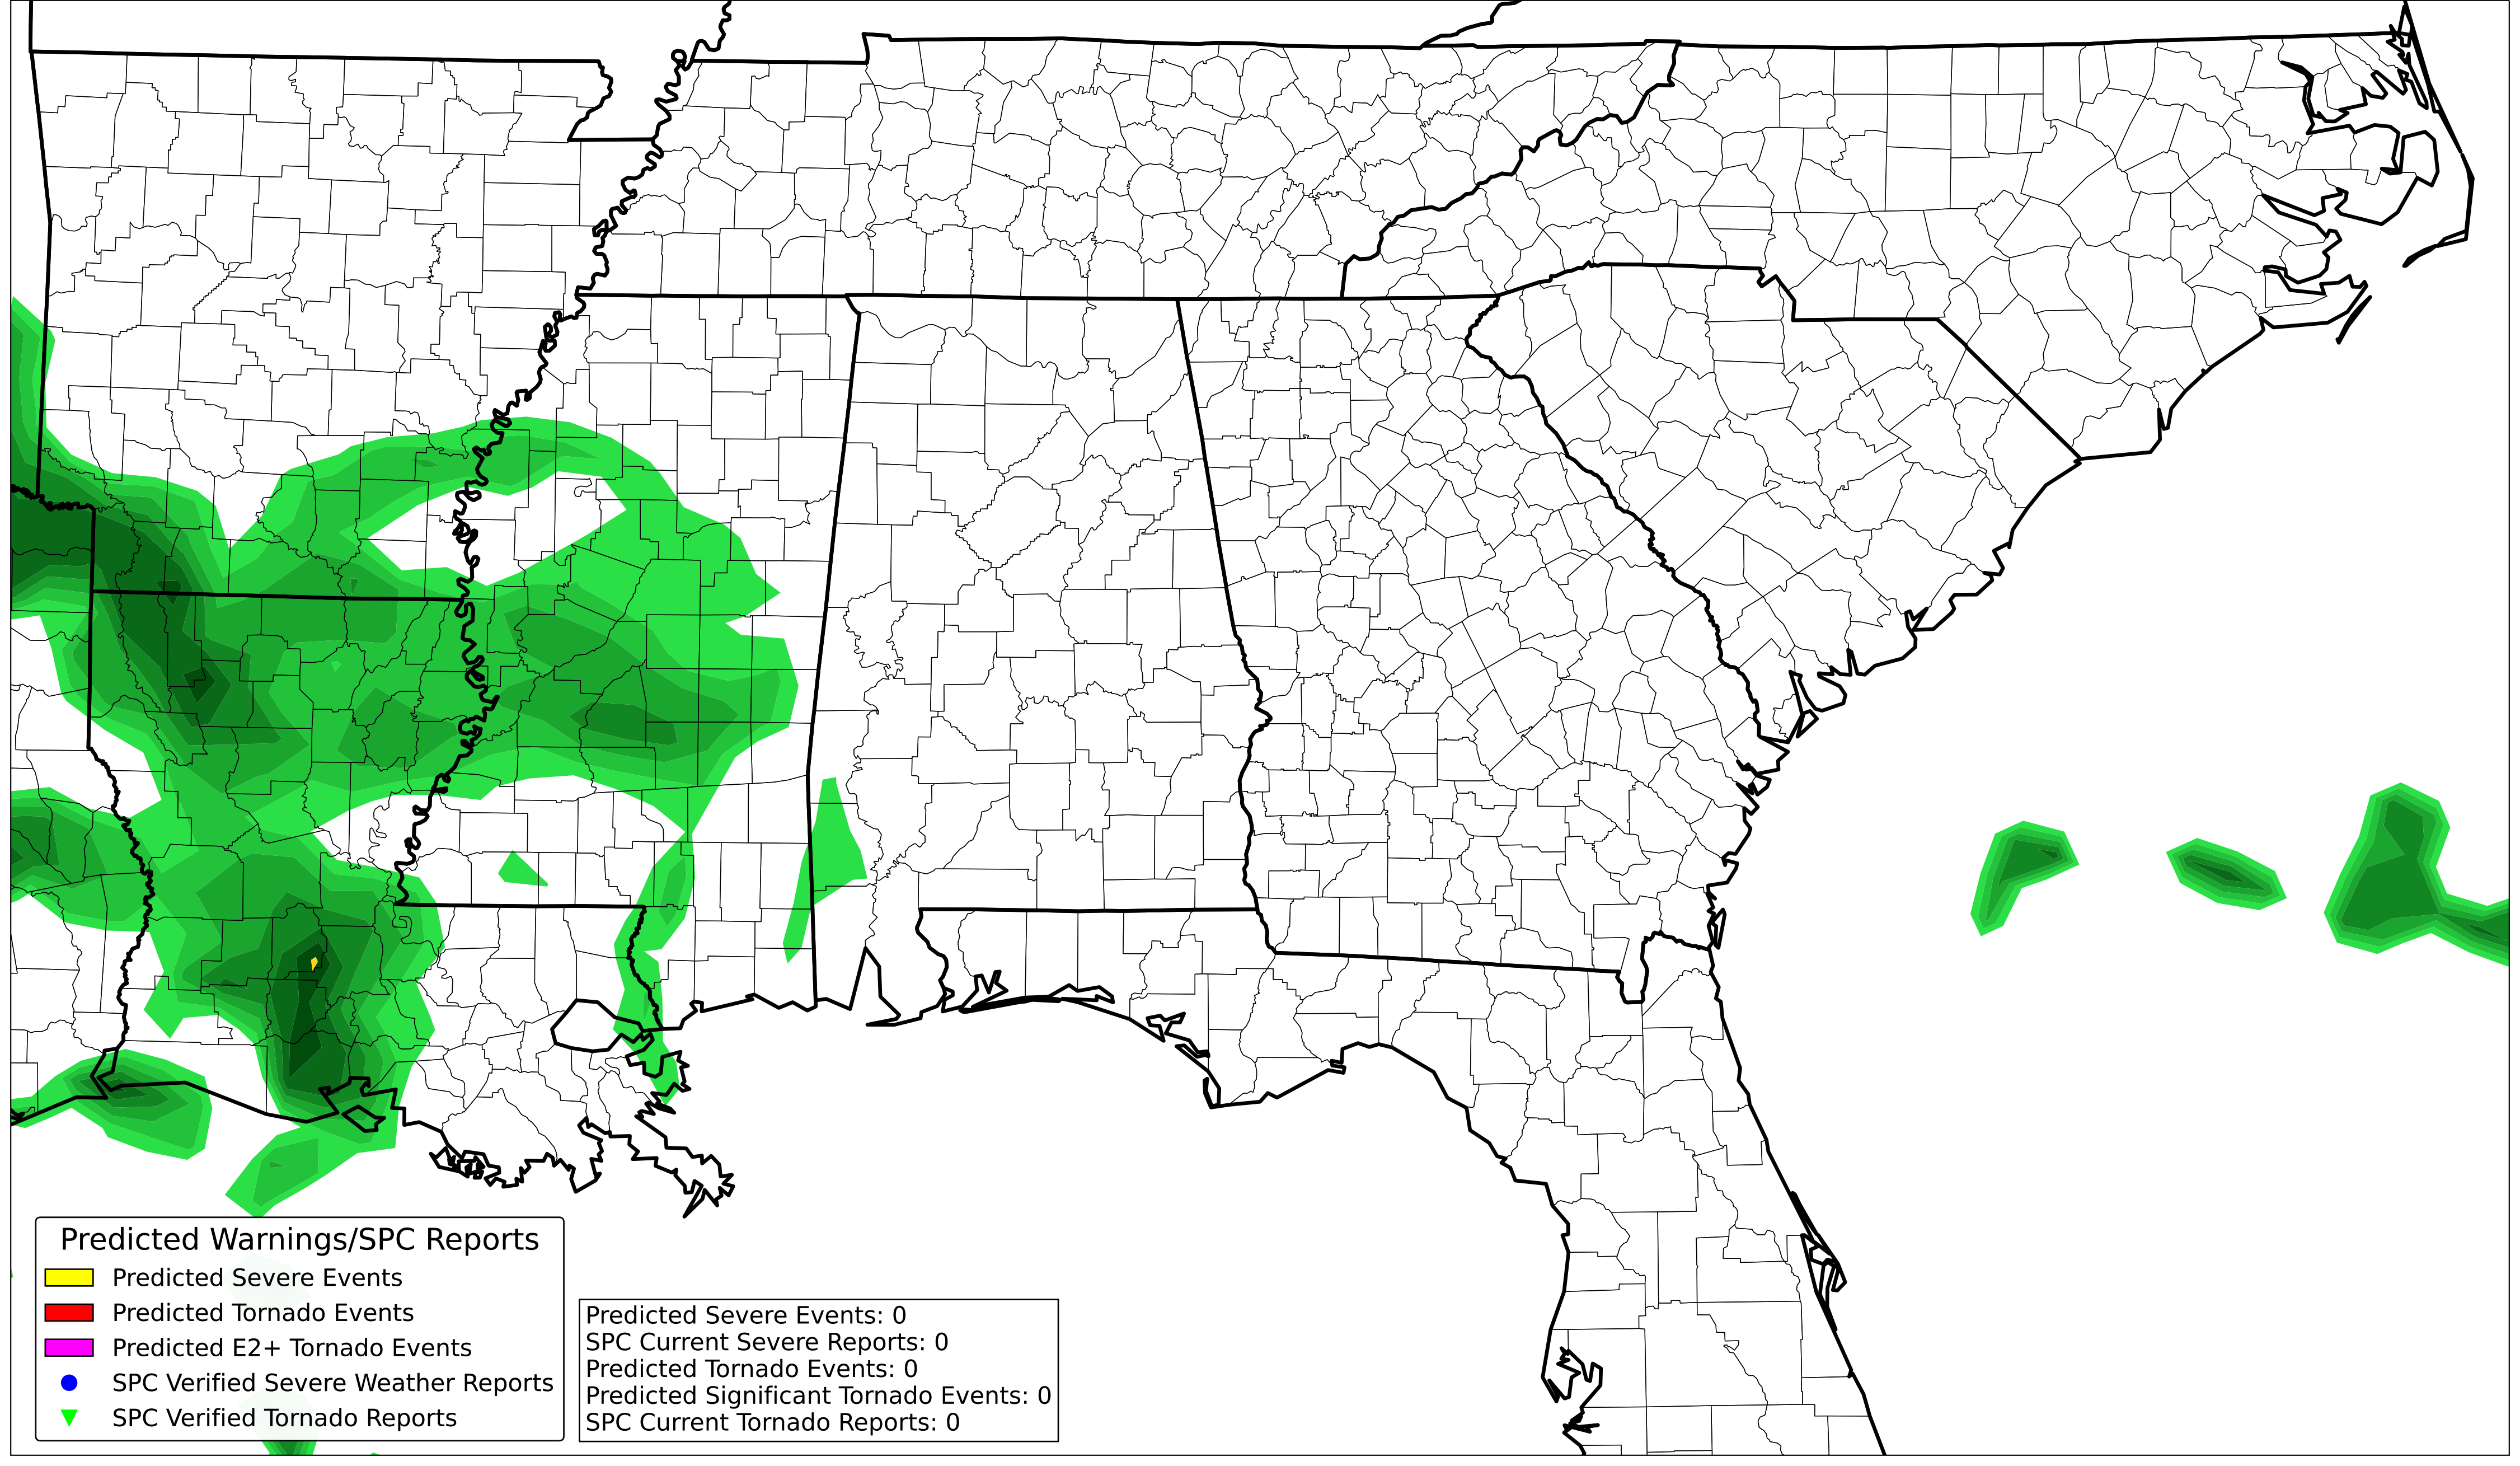 Predicted Warnings/SPC Reports
Predicted Severe Events
Predicted Tornado Events
Predicted E2+ Tornado Events
SPC Verified Severe Weather Reports
SPC Verified Tornado Reports
Predicted Severe Events: 0
SPC Current Severe Reports: 0
Predicted Tornado Events: 0
Predicted Significant Tornado Events: 0
SPC Current Tornado Reports: 0